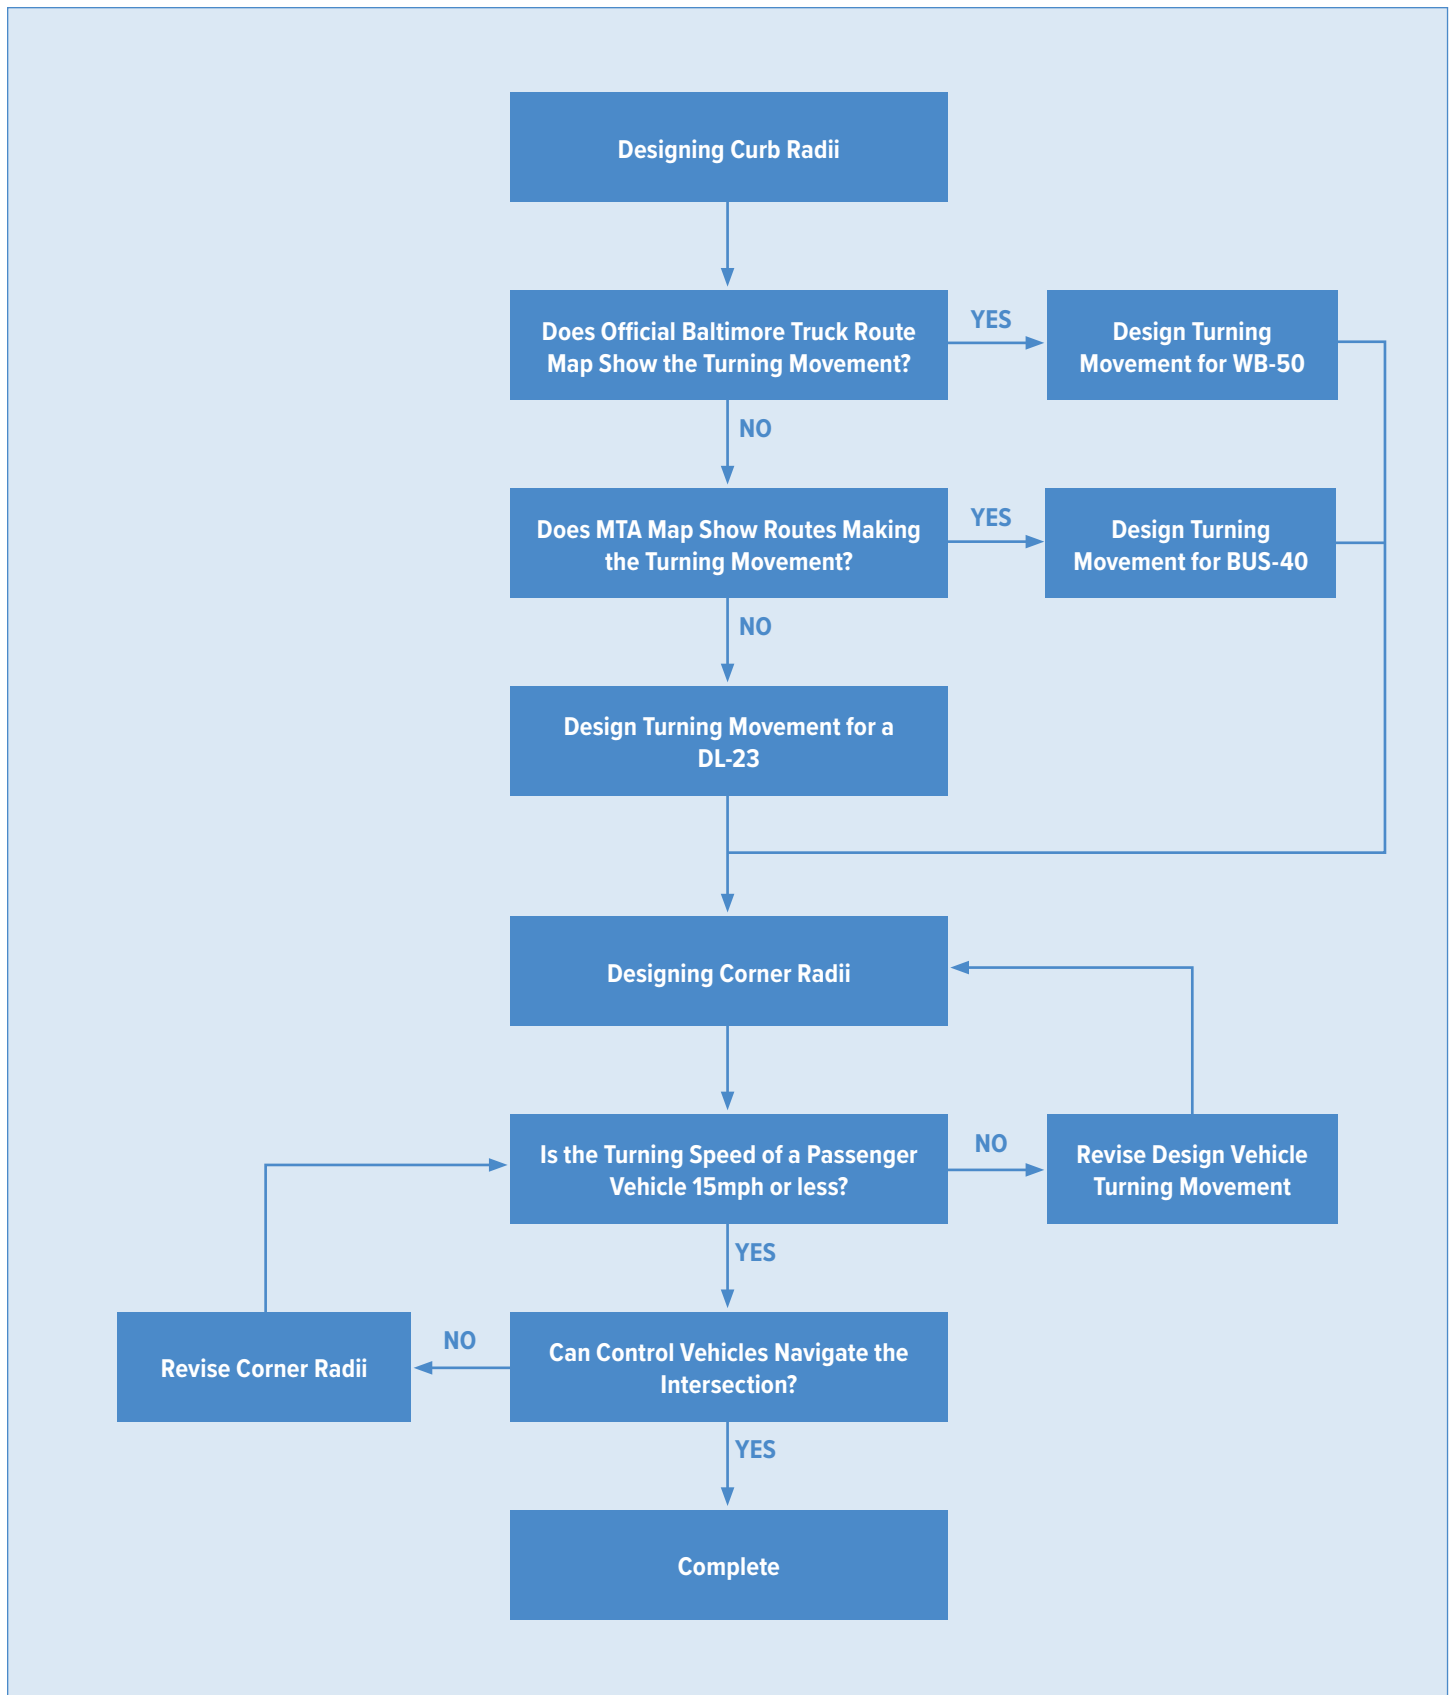 Designing Curb Radii
Does Official Baltimore Truck Route
Map Show the Turning Movement?
YES
Design Turning
Movement for WB-50
NO
Does MTA Map Show Routes Making
the Turning Movement?
YES
Design Turning
Movement for BUS-40
NO
Design Turning Movement for a
DL-23
Designing Corner Radii
Is the Turning Speed of a Passenger
Vehicle 15mph or less?
NO
Revise Design Vehicle
Turning Movement
YES
Can Control Vehicles Navigate the
Intersection?
NO
Revise Corner Radii
YES
Complete